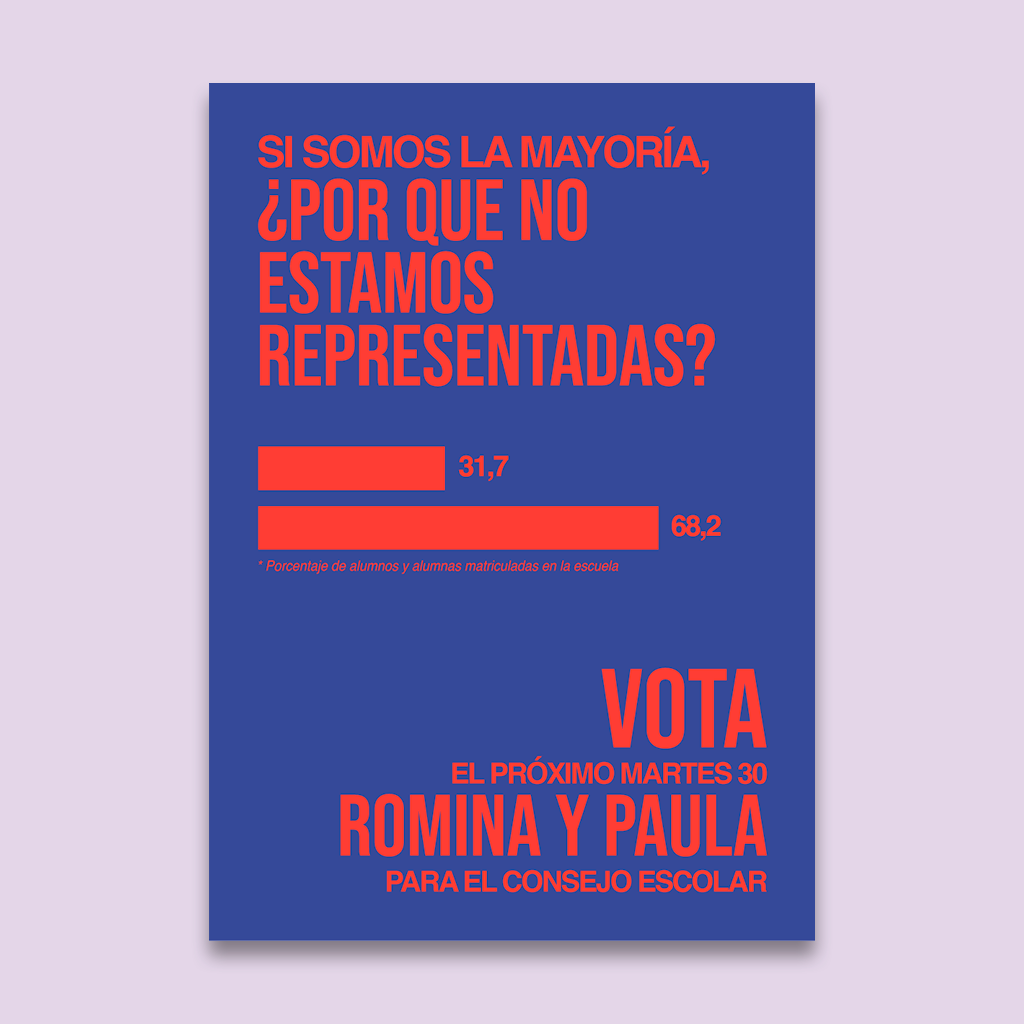 SI SOMOS LA MAYORÍA,
¿POR QUE NO
ESTAMOS
REPRESENTADAS?
31,7
68,2
* Porcentaje de alumnos y alumnas matriculadas en la escuela
VOTA
EL PRÓXIMO MARTES 30
ROMINA Y PAULA
PARA EL CONSEJO ESCOLAR